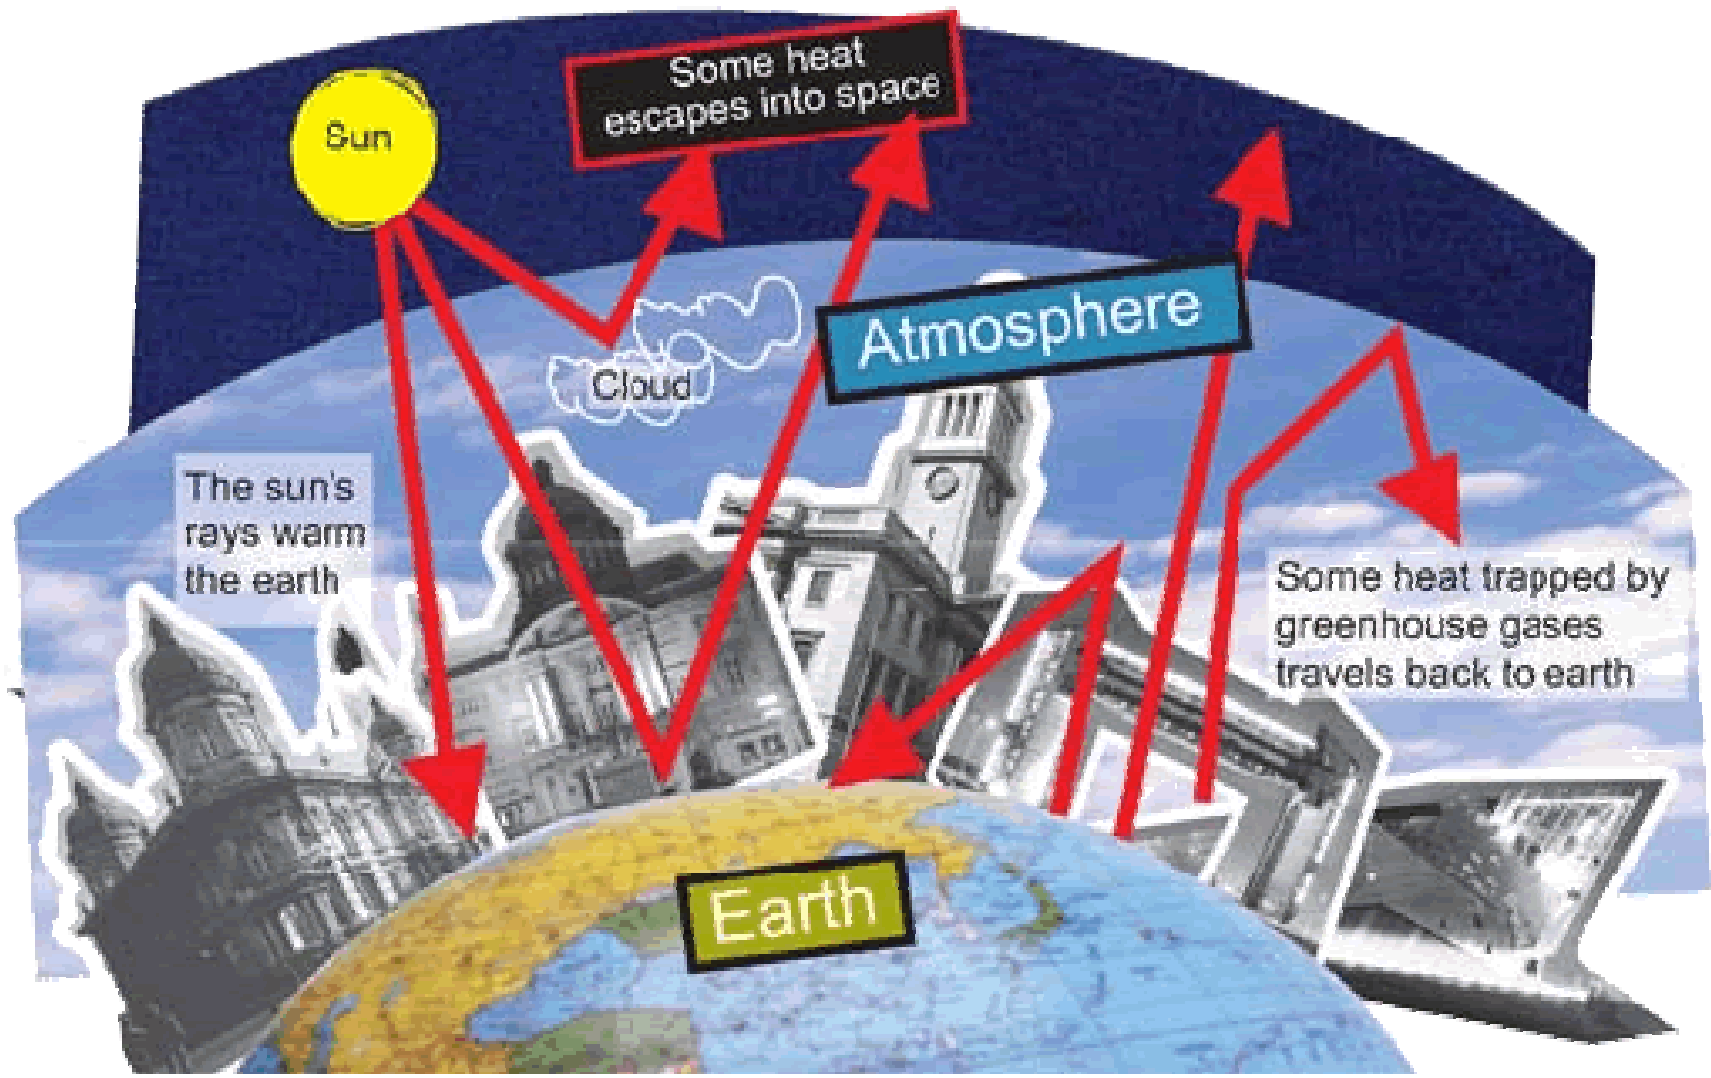 Sun
Some heat
escapes into space
Atmosphere
Cloud
The sun's
rays warm
the earth
Some heat trapped by
greenhouse gases
travels back to earth
Earth